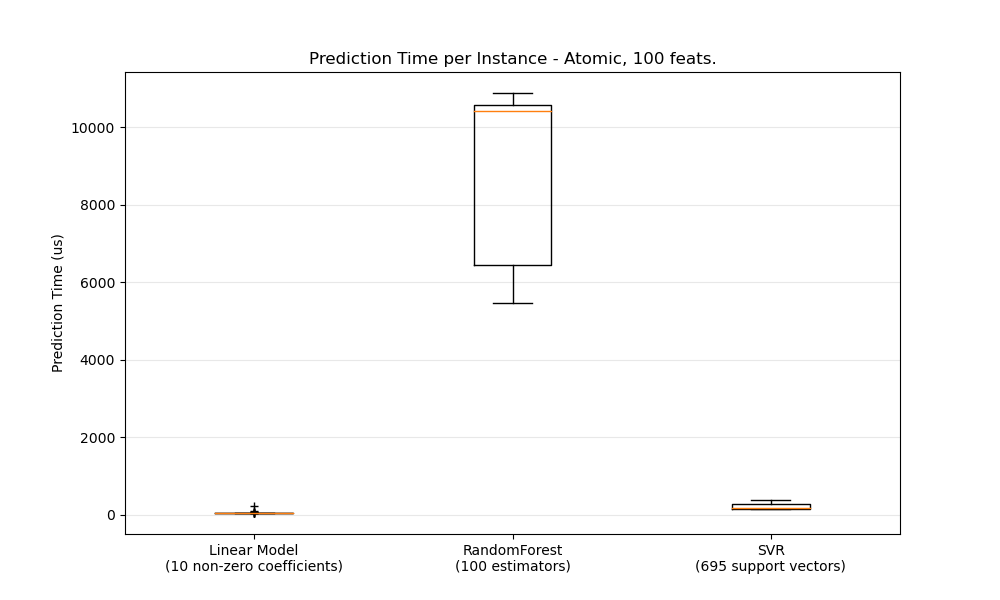 Prediction Time per Instance - Atomic, 100 feats.
Prediction Time (us)
10000
8000
6000
4000
2000
0
Linear Model
(10 non-zero coefficients)
RandomForest
(100 estimators)
SVR
(695 support vectors)